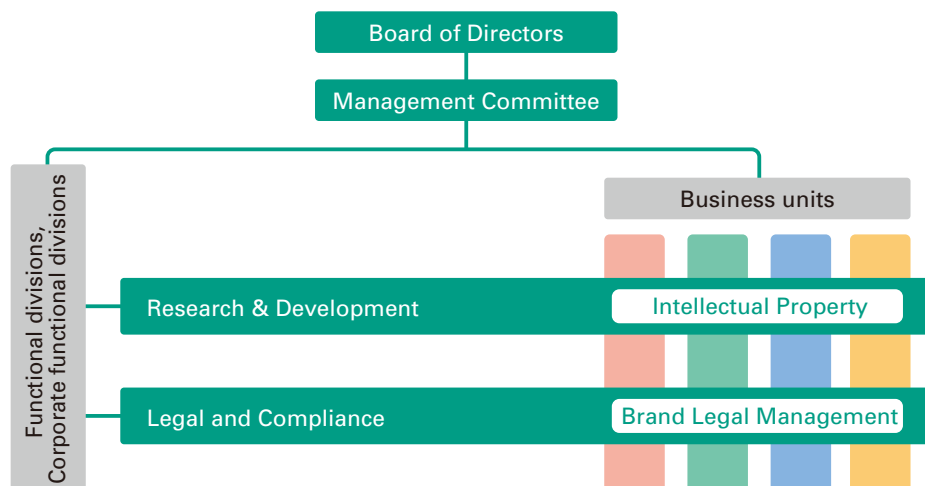 Board of Directors
Management Committee
Functional divisions,
Corporate functional divisions
Business units
Research & Development
Intellectual Property
Legal and Compliance
Brand Legal Management